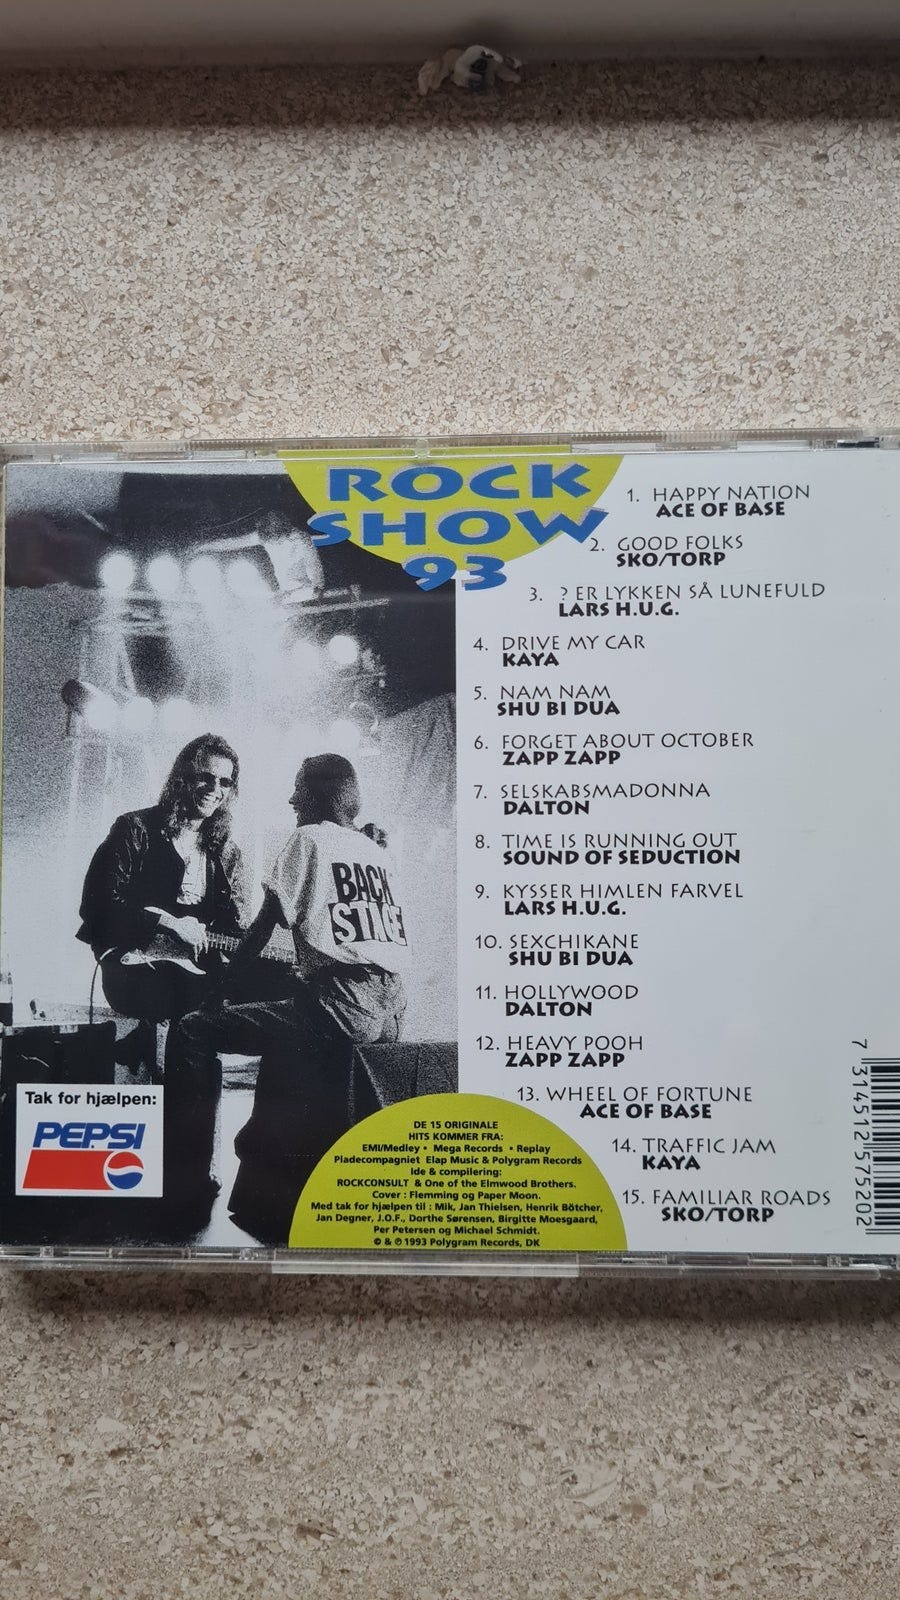 ROCK
SHOW
93
1. HAPPY NATION
ACE OF BASE
2. GOOD FOLKS
SKO/TORP
3. ? ER LYKKEN SÅ LUNEFULD
LARS H.U.G.
4. DRIVE MY CAR
KAYA
5. NAM NAM
SHU BI DUA
6. FORGET ABOUT OCTOBER
ZAPP ZAPP
7. SELSKABSMADONNA
DALTON
8. TIME IS RUNNING OUT
SOUND OF SEDUCTION
9. KYSSER HIMLEN FARVEL
LARS H.U.G.
10. SEXCHIKANE
SHU BI DUA
11. HOLLYWOOD
DALTON
12. HEAVY POOH
ZAPP ZAPP
13. WHEEL OF FORTUNE
ACE OF BASE
14. TRAFFIC JAM
KAYA
15. FAMILIAR ROADS
SKO/TORP
BACK
STAGE
Tak for hjælpen:
PEPSI
DE 15 ORIGINALE
HITS KOMMER FRA:
EMI/Medley • Mega Records • Replay
Pladecompagniet Elap Music & Polygram Records
Ide & compilering:
ROCKCONSULT & One of the Elmwood Brothers.
Cover : Flemming og Paper Moon.
Med tak for hjælpen til : Mik, Jan Thielsen, Henrik Bötcher,
Jan Degner, J.O.F., Dorthe Sørensen, Birgitte Moesgaard,
Per Petersen og Michael Schmidt.
© & ℗ 1993 Polygram Records, DK
7 314512 575202